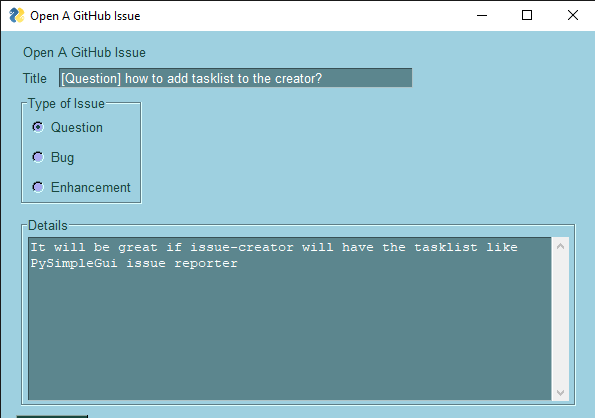 Open A GitHub Issue
Open A GitHub Issue
Title [Question] how to add tasklist to the creator?
Type of Issue
Question
Bug
Enhancement
Details
It will be great if issue-creator will have the tasklist like
PySimpleGui issue reporter